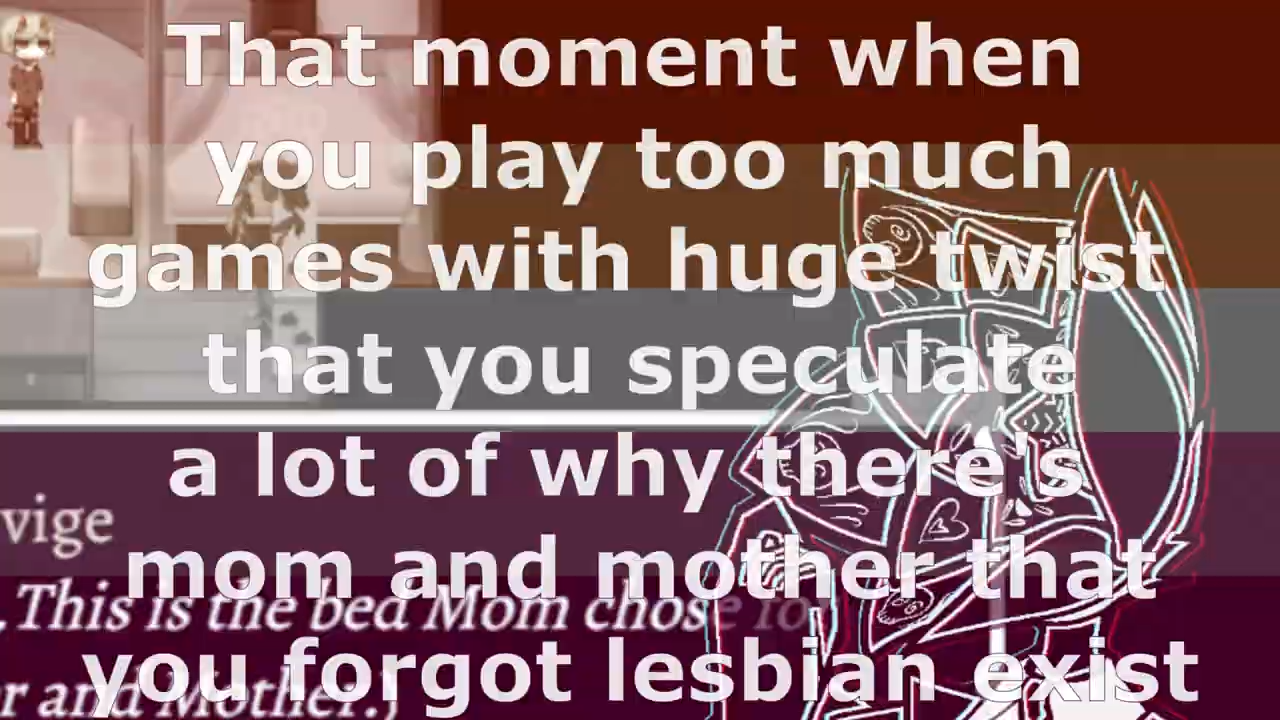 That moment when
you play too much
games with huge twist
that you speculate
a lot of why there's
vige
mom and mother that
.This is the bed Mom chose fo
you forgot lesbian exist
r and Mother.)